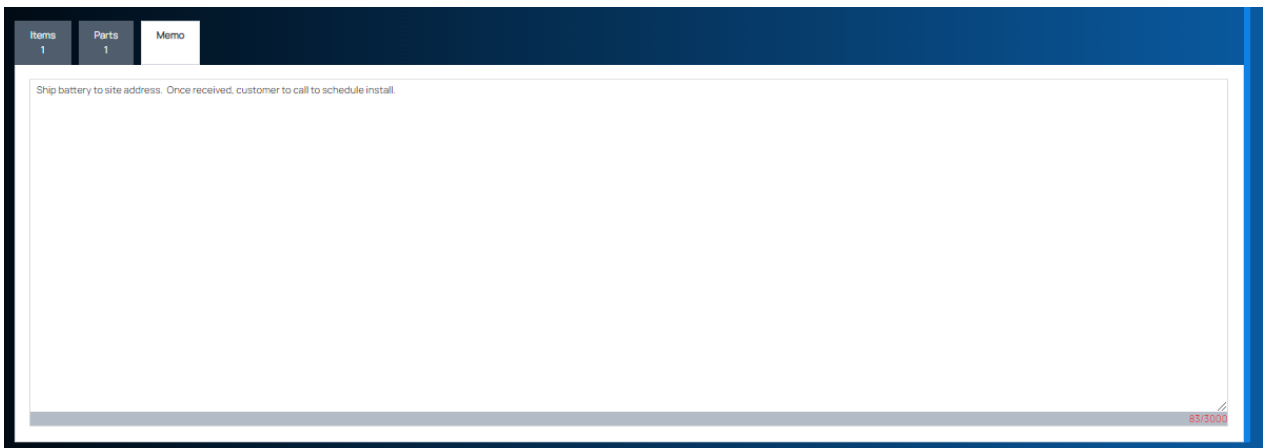 Items
1
Parts
1
Memo
Ship battery to site address.  Once received, customer to call to schedule install.
83/3000